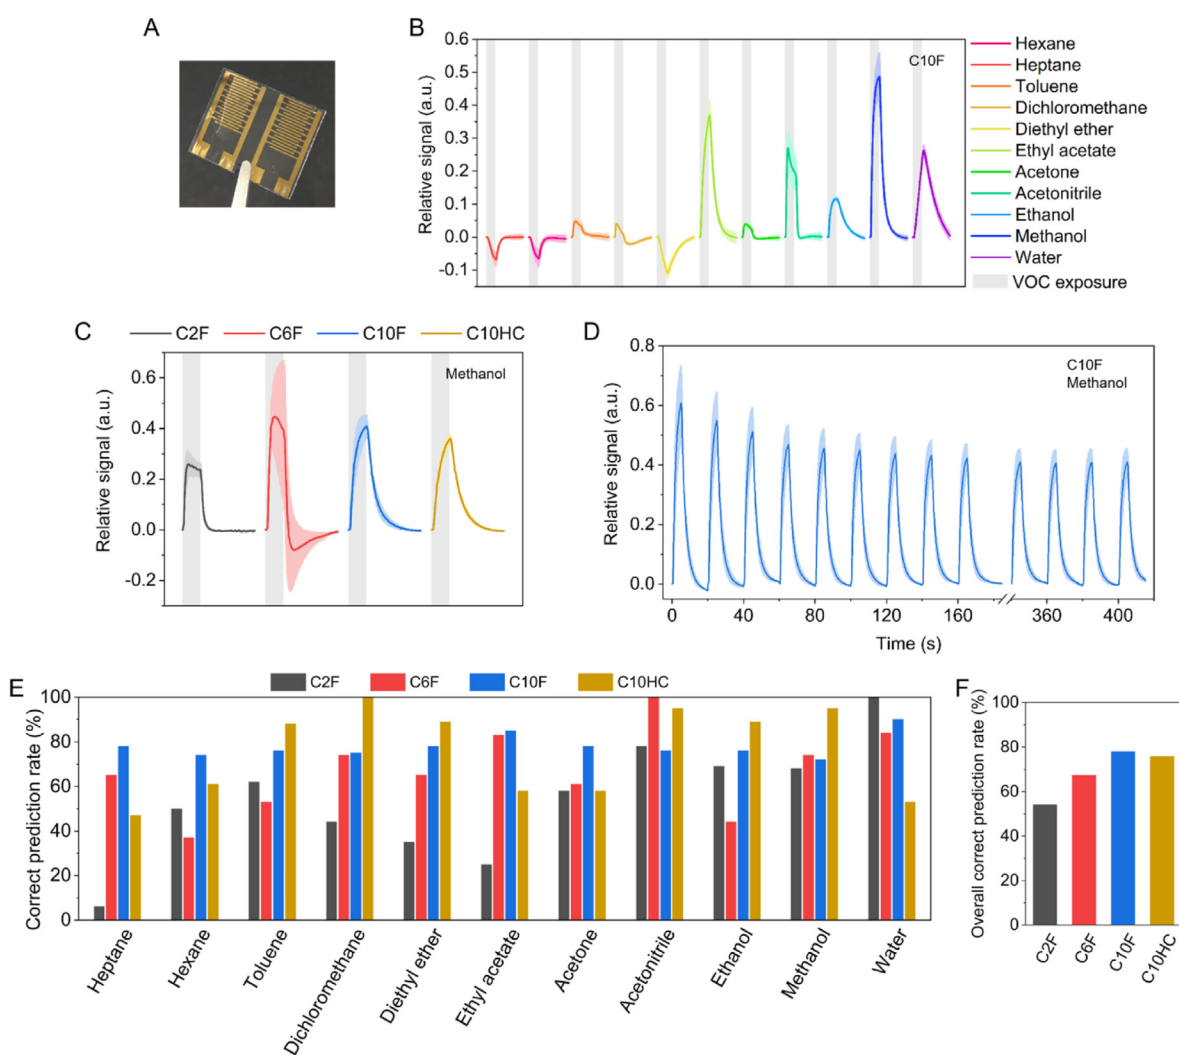 A
B
Relative signal (a.u.)
0.6
0.5
0.4
0.3
0.2
0.1
0.0
-0.1
C10F
Hexane
Heptane
Toluene
Dichloromethane
Diethyl ether
Ethyl acetate
Acetone
Acetonitrile
Ethanol
Methanol
Water
VOC exposure
C
C2F C6F C10F C10HC
Relative signal (a.u.)
0.6
0.4
0.2
0.0
-0.2
Methanol
D
Relative signal (a.u.)
0.8
0.6
0.4
0.2
0.0
C10F
Methanol
0 40 80 120 160 360 400
Time (s)
E
C2F C6F C10F C10HC
Correct prediction rate (%)
100
80
60
40
20
0
Heptane
Hexane
Toluene
Dichloromethane
Diethyl ether
Ethyl acetate
Acetone
Acetonitrile
Ethanol
Methanol
Water
F
Overall correct prediction rate (%)
100
80
60
40
20
0
C2F
C6F
C10F
C10HC